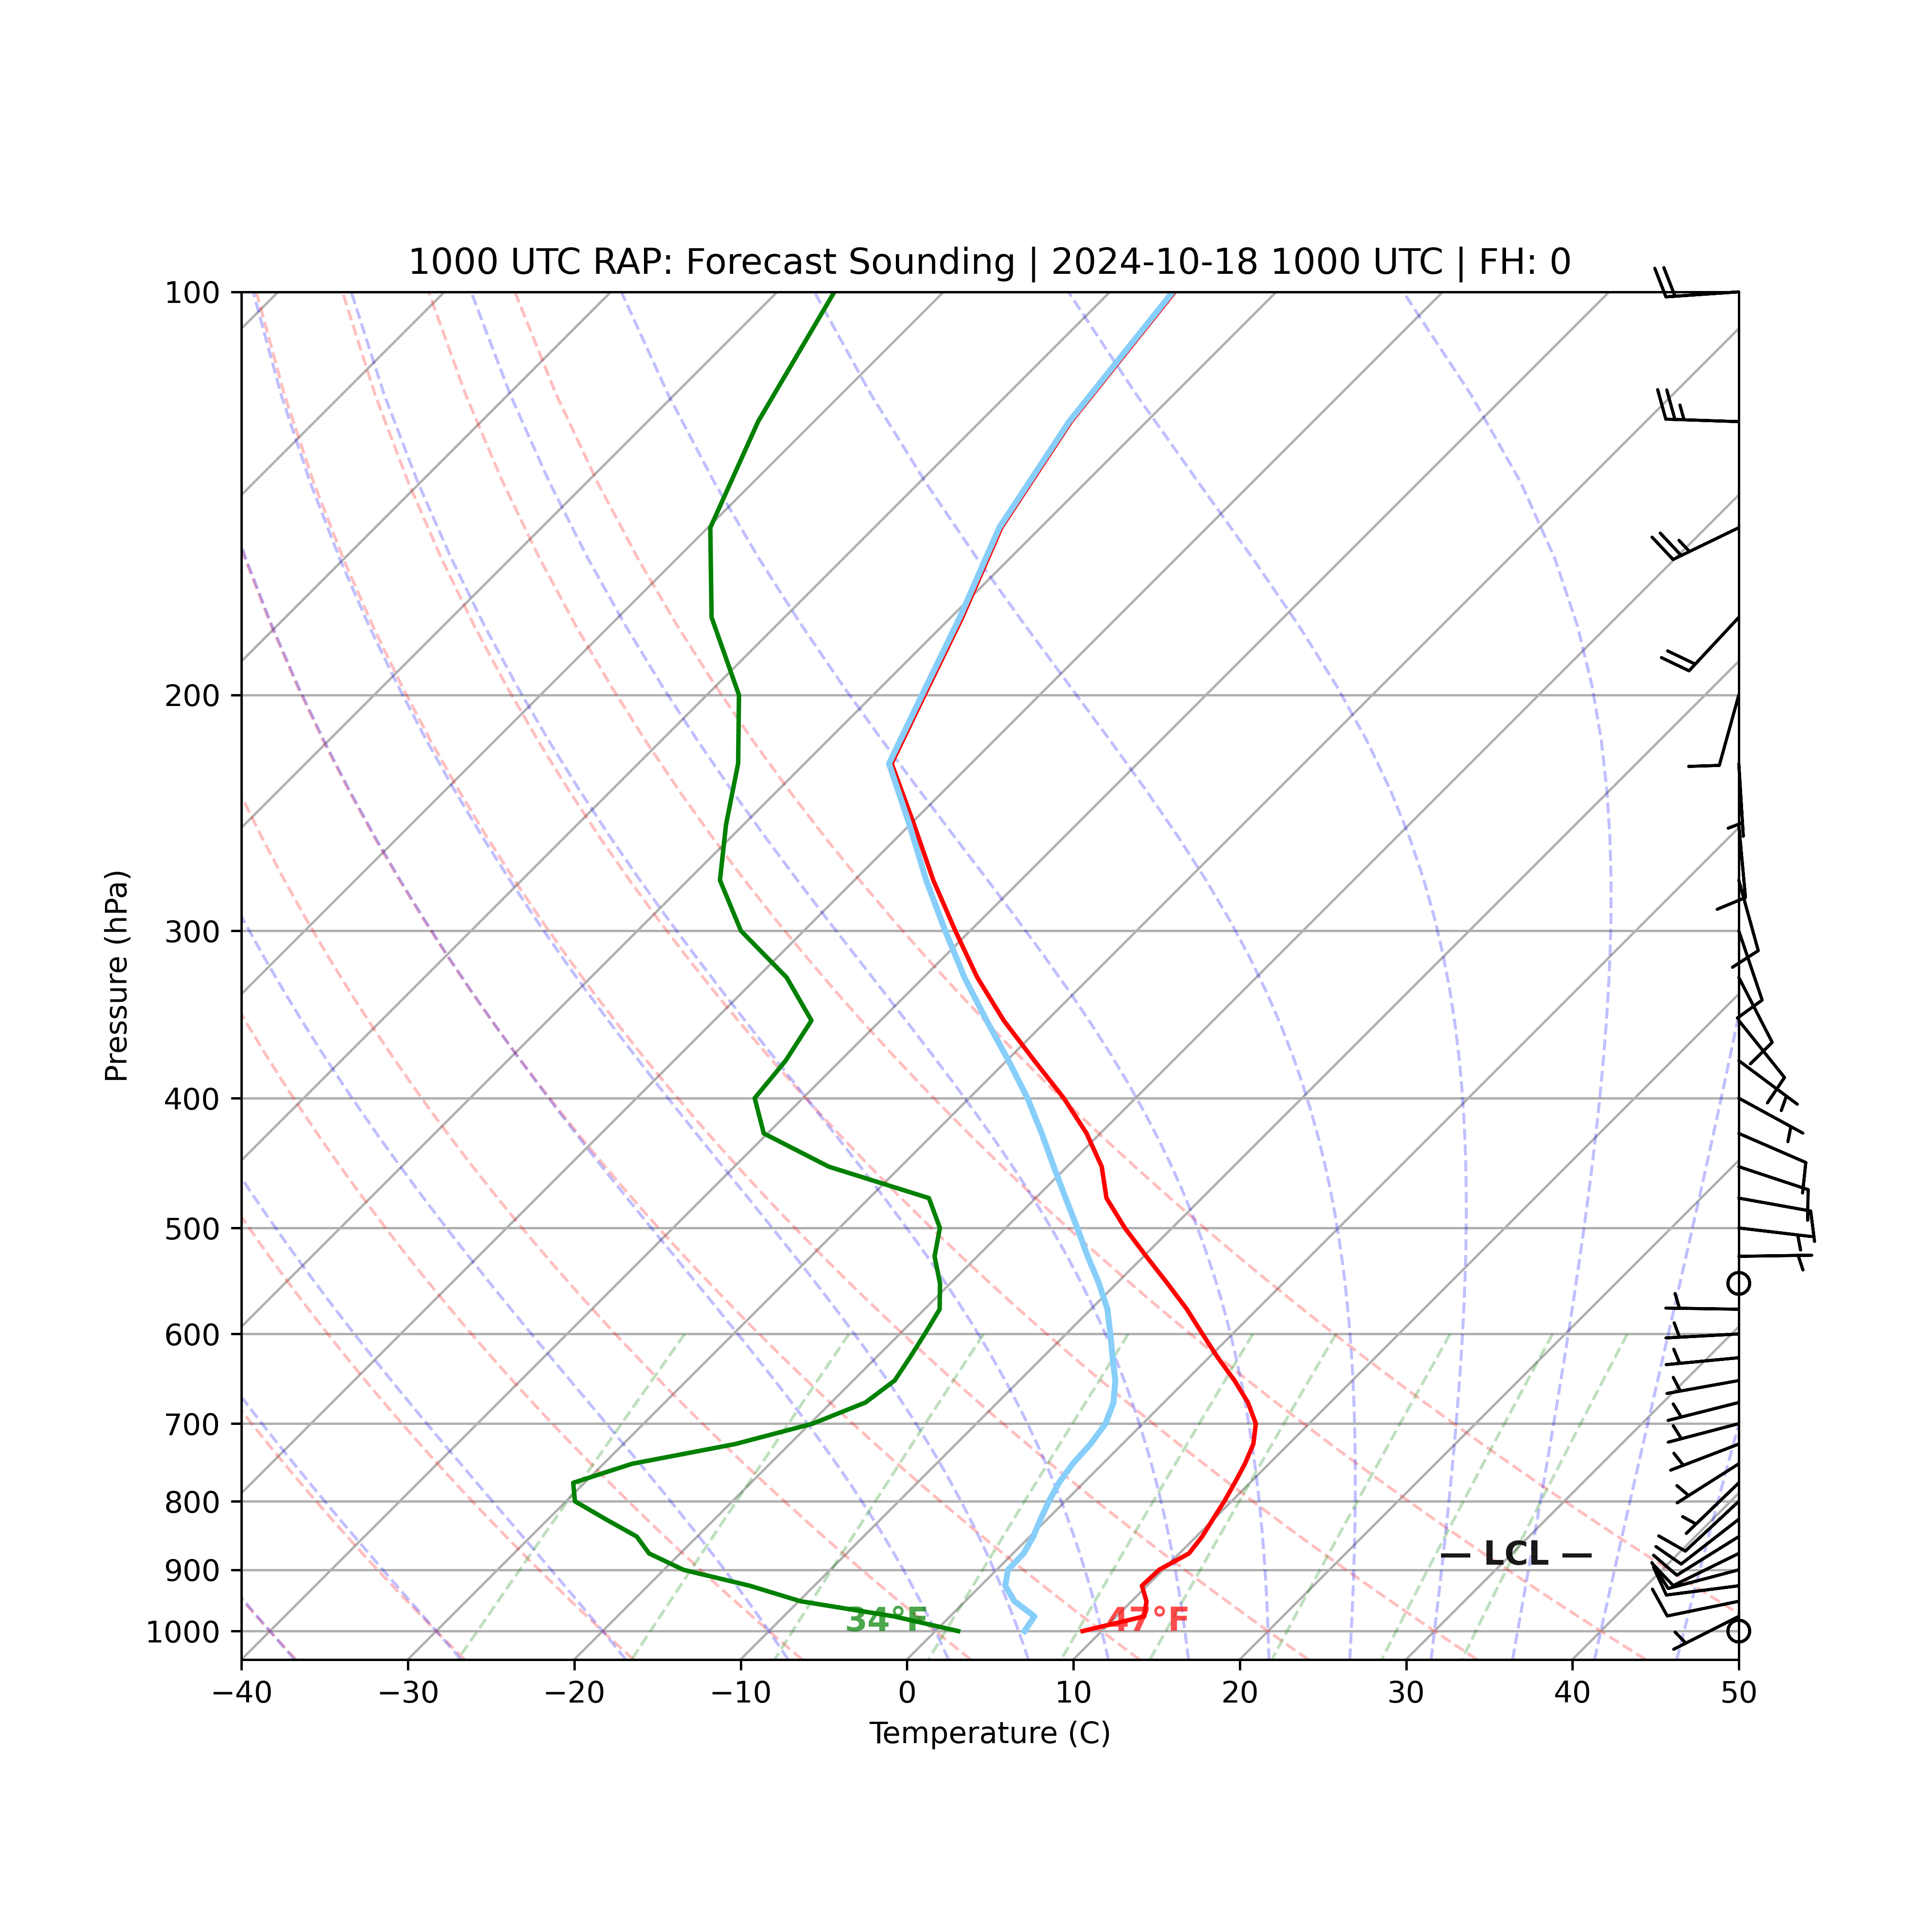 1000 UTC RAP: Forecast Sounding | 2024-10-18 1000 UTC | FH: 0
100
200
300
400
500
600
700
800
900
1000
Pressure (hPa)
— LCL —
34°F
47°F
−40 −30 −20 −10 0 10 20 30 40 50
Temperature (C)